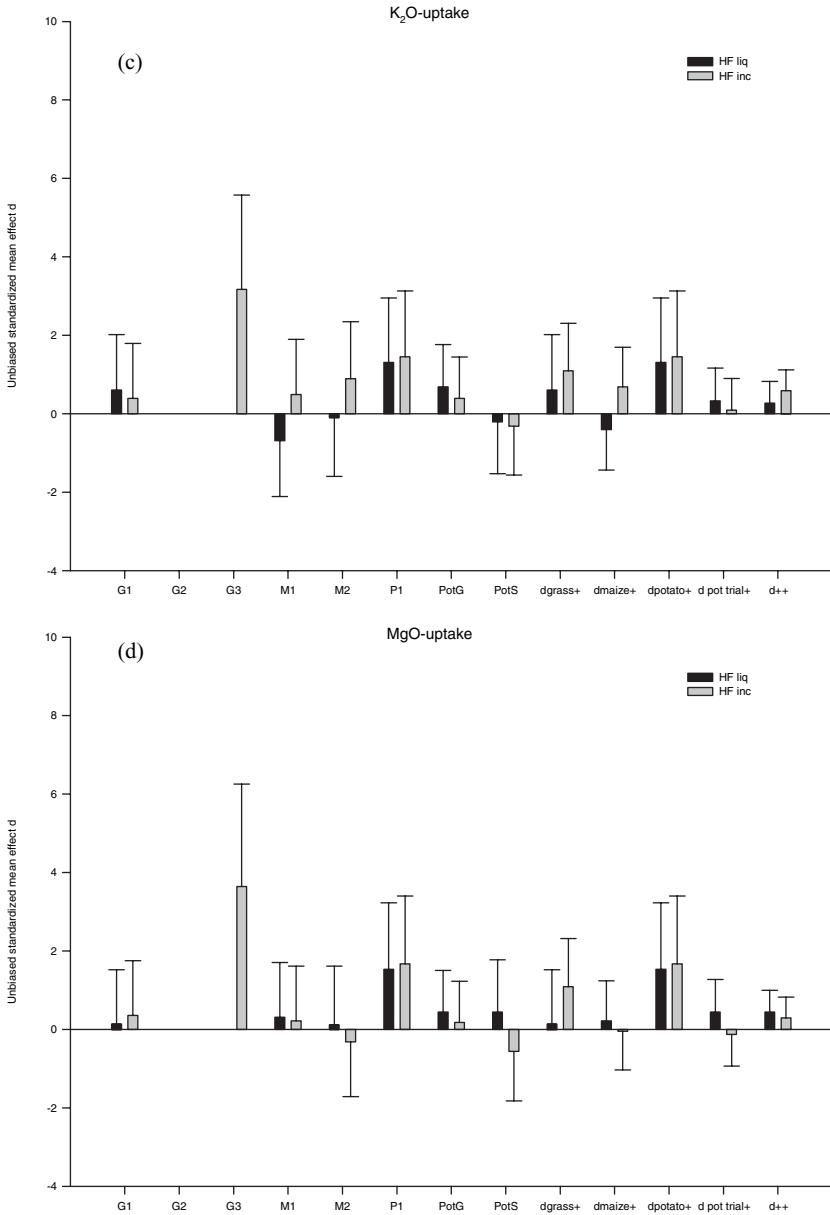 K2O-uptake
10
(c)
HF liq
HF inc
8
6
4
2
0
-2
-4
Unbiased standardized mean effect d
G1 G2 G3 M1 M2 P1 PotG PotS dgrass+ dmaize+ dpotato+ d pot trial+ d++
MgO-uptake
10
(d)
HF liq
HF inc
8
6
4
2
0
-2
-4
Unbiased standardized mean effect d
G1 G2 G3 M1 M2 P1 PotG PotS dgrass+ dmaize+ dpotato+ d pot trial+ d++